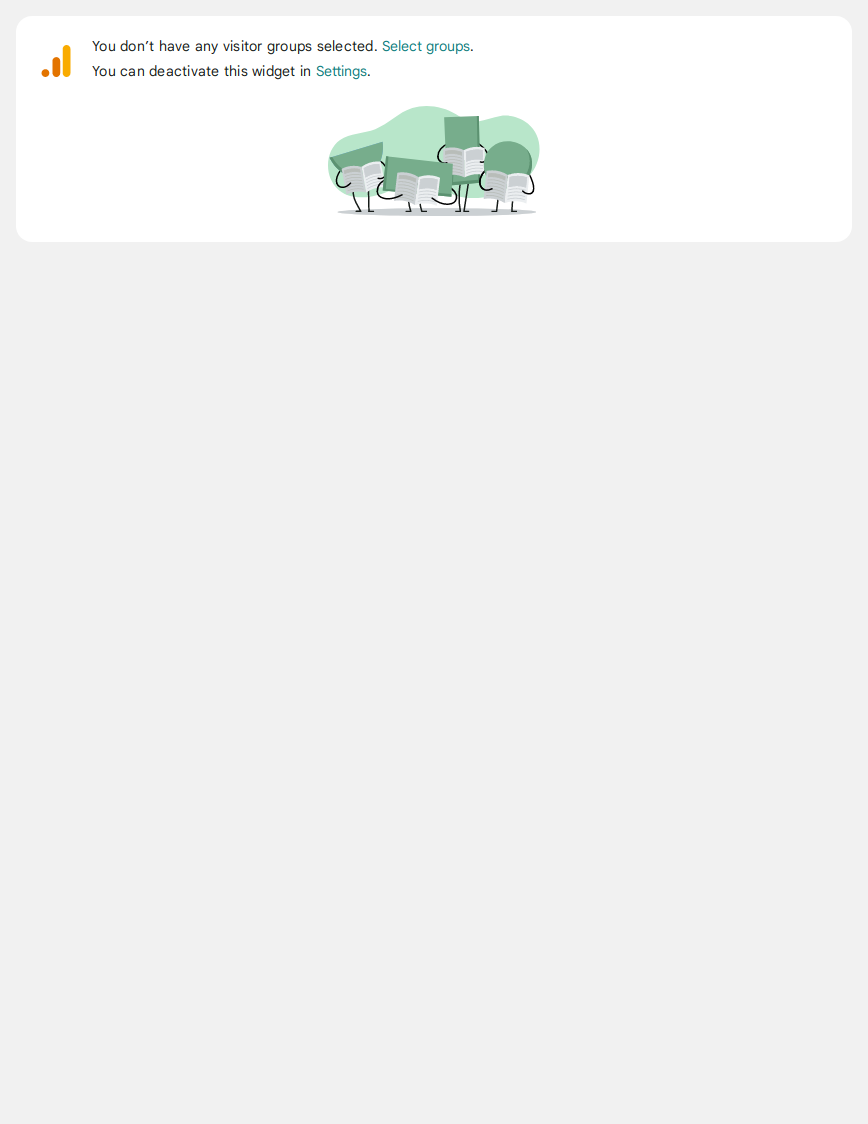 You don’t have any visitor groups selected. Select groups.
You can deactivate this widget in Settings.